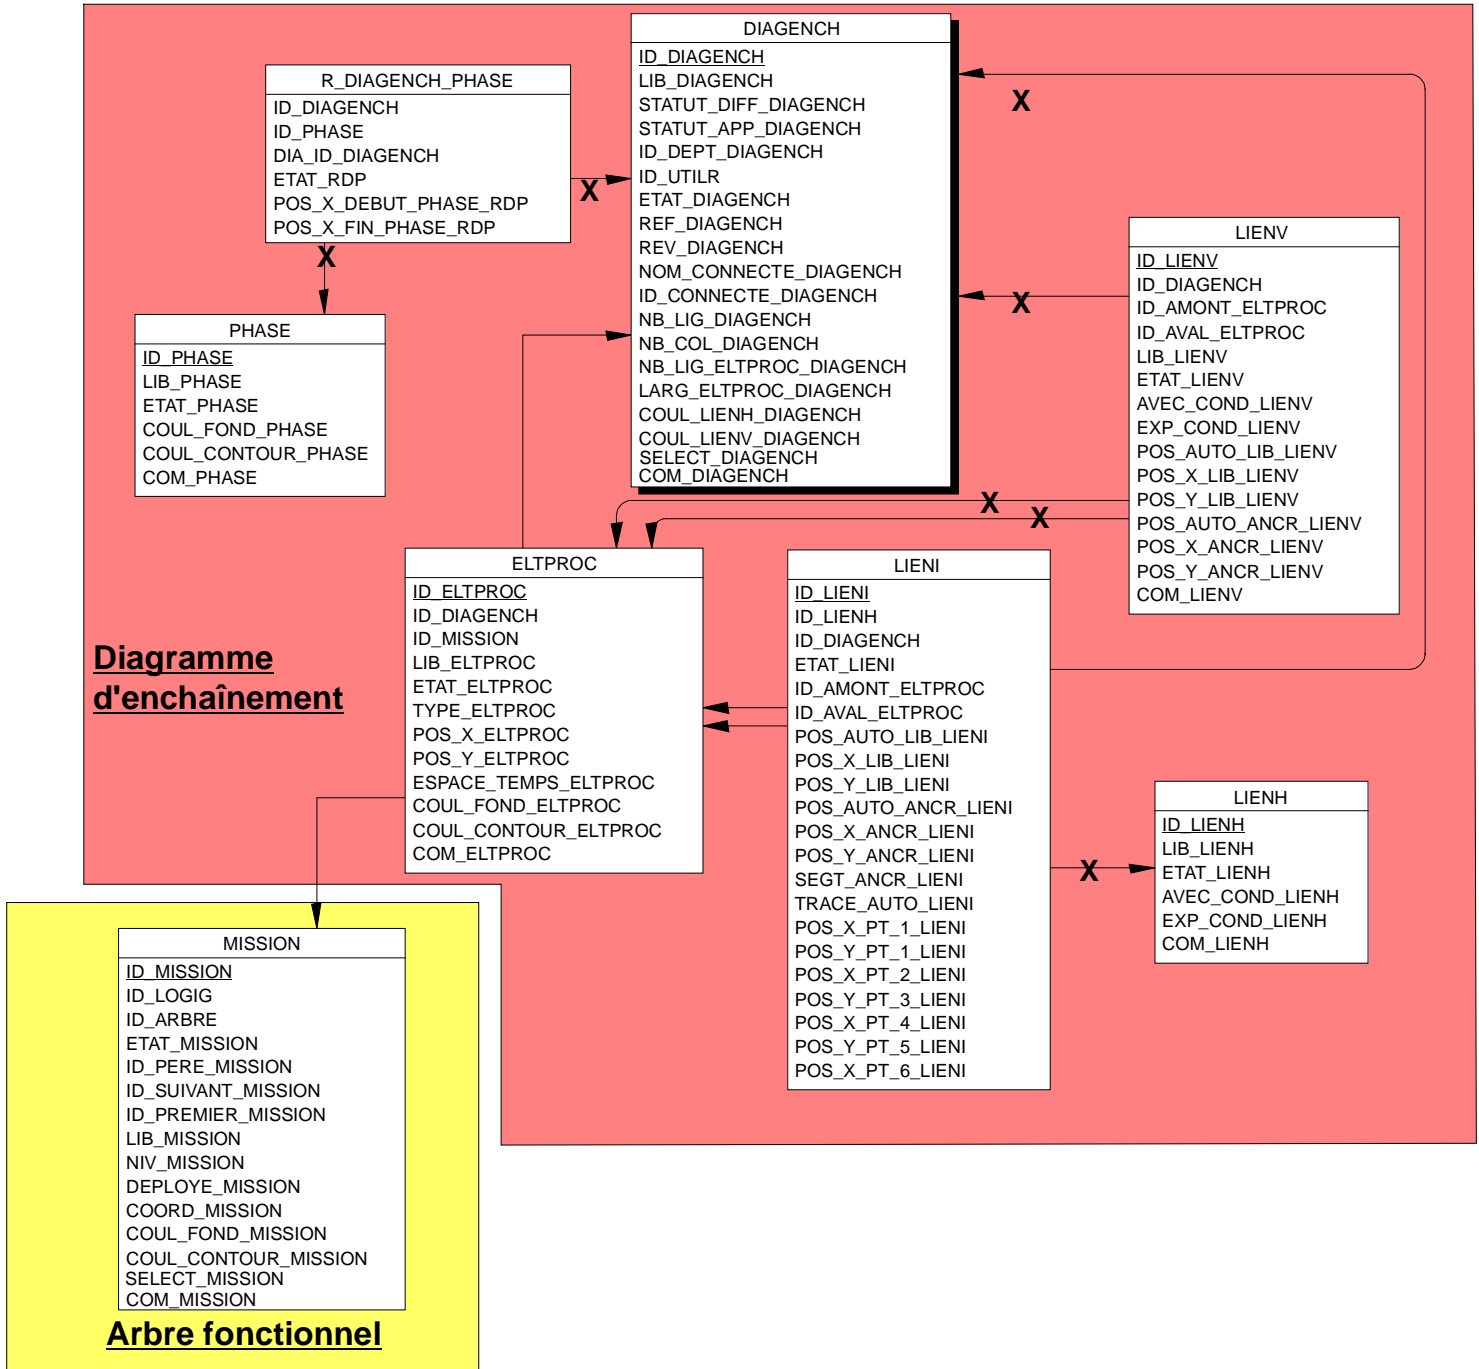 DIAGENCH
ID_DIAGENCH
LIB_DIAGENCH
STATUT_DIFF_DIAGENCH
STATUT_APP_DIAGENCH
ID_DEPT_DIAGENCH
ID_UTILR
ETAT_DIAGENCH
REF_DIAGENCH
REV_DIAGENCH
NOM_CONNECTE_DIAGENCH
ID_CONNECTE_DIAGENCH
NB_LIG_DIAGENCH
NB_COL_DIAGENCH
NB_LIG_ELTPROC_DIAGENCH
LARG_ELTPROC_DIAGENCH
COUL_LIENH_DIAGENCH
COUL_LIENV_DIAGENCH
SELECT_DIAGENCH
COM_DIAGENCH
R_DIAGENCH_PHASE
ID_DIAGENCH
ID_PHASE
DIA_ID_DIAGENCH
ETAT_RDP
POS_X_DEBUT_PHASE_RDP
POS_X_FIN_PHASE_RDP
X
X
X
X
X
X
PHASE
ID_PHASE
LIB_PHASE
ETAT_PHASE
COUL_FOND_PHASE
COUL_CONTOUR_PHASE
COM_PHASE
LIENV
ID_LIENV
ID_DIAGENCH
ID_AMONT_ELTPROC
ID_AVAL_ELTPROC
LIB_LIENV
ETAT_LIENV
AVEC_COND_LIENV
EXP_COND_LIENV
POS_AUTO_LIB_LIENV
POS_X_LIB_LIENV
POS_Y_LIB_LIENV
POS_AUTO_ANCR_LIENV
POS_X_ANCR_LIENV
POS_Y_ANCR_LIENV
COM_LIENV
ELTPROC
ID_ELTPROC
ID_DIAGENCH
ID_MISSION
LIB_ELTPROC
ETAT_ELTPROC
TYPE_ELTPROC
POS_X_ELTPROC
POS_Y_ELTPROC
ESPACE_TEMPS_ELTPROC
COUL_FOND_ELTPROC
COUL_CONTOUR_ELTPROC
COM_ELTPROC
LIENI
ID_LIENI
ID_LIENH
ID_DIAGENCH
ETAT_LIENI
ID_AMONT_ELTPROC
ID_AVAL_ELTPROC
POS_AUTO_LIB_LIENI
POS_X_LIB_LIENI
POS_Y_LIB_LIENI
POS_AUTO_ANCR_LIENI
POS_X_ANCR_LIENI
POS_Y_ANCR_LIENI
SEGT_ANCR_LIENI
TRACE_AUTO_LIENI
POS_X_PT_1_LIENI
POS_Y_PT_1_LIENI
POS_X_PT_2_LIENI
POS_Y_PT_3_LIENI
POS_X_PT_4_LIENI
POS_Y_PT_5_LIENI
POS_X_PT_6_LIENI
X
LIENH
ID_LIENH
LIB_LIENH
ETAT_LIENH
AVEC_COND_LIENH
EXP_COND_LIENH
COM_LIENH
Diagramme
d'enchaînement
MISSION
ID_MISSION
ID_LOGIG
ID_ARBRE
ETAT_MISSION
ID_PERE_MISSION
ID_SUIVANT_MISSION
ID_PREMIER_MISSION
LIB_MISSION
NIV_MISSION
DEPLOYE_MISSION
COORD_MISSION
COUL_FOND_MISSION
COUL_CONTOUR_MISSION
SELECT_MISSION
COM_MISSION
Arbre fonctionnel